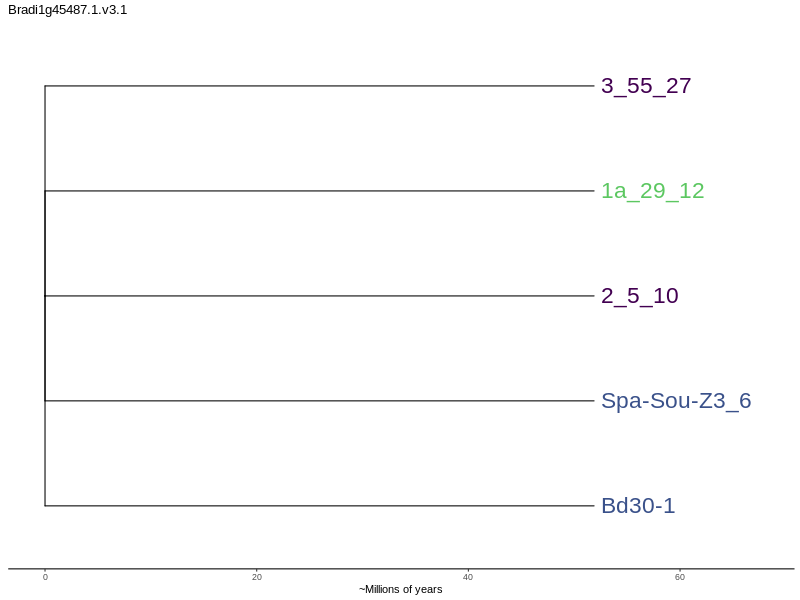 Bradi1g45487.1.v3.1
3_55_27
1a_29_12
2_5_10
Spa-Sou-Z3_6
Bd30-1
0 20 40 60
~Millions of years